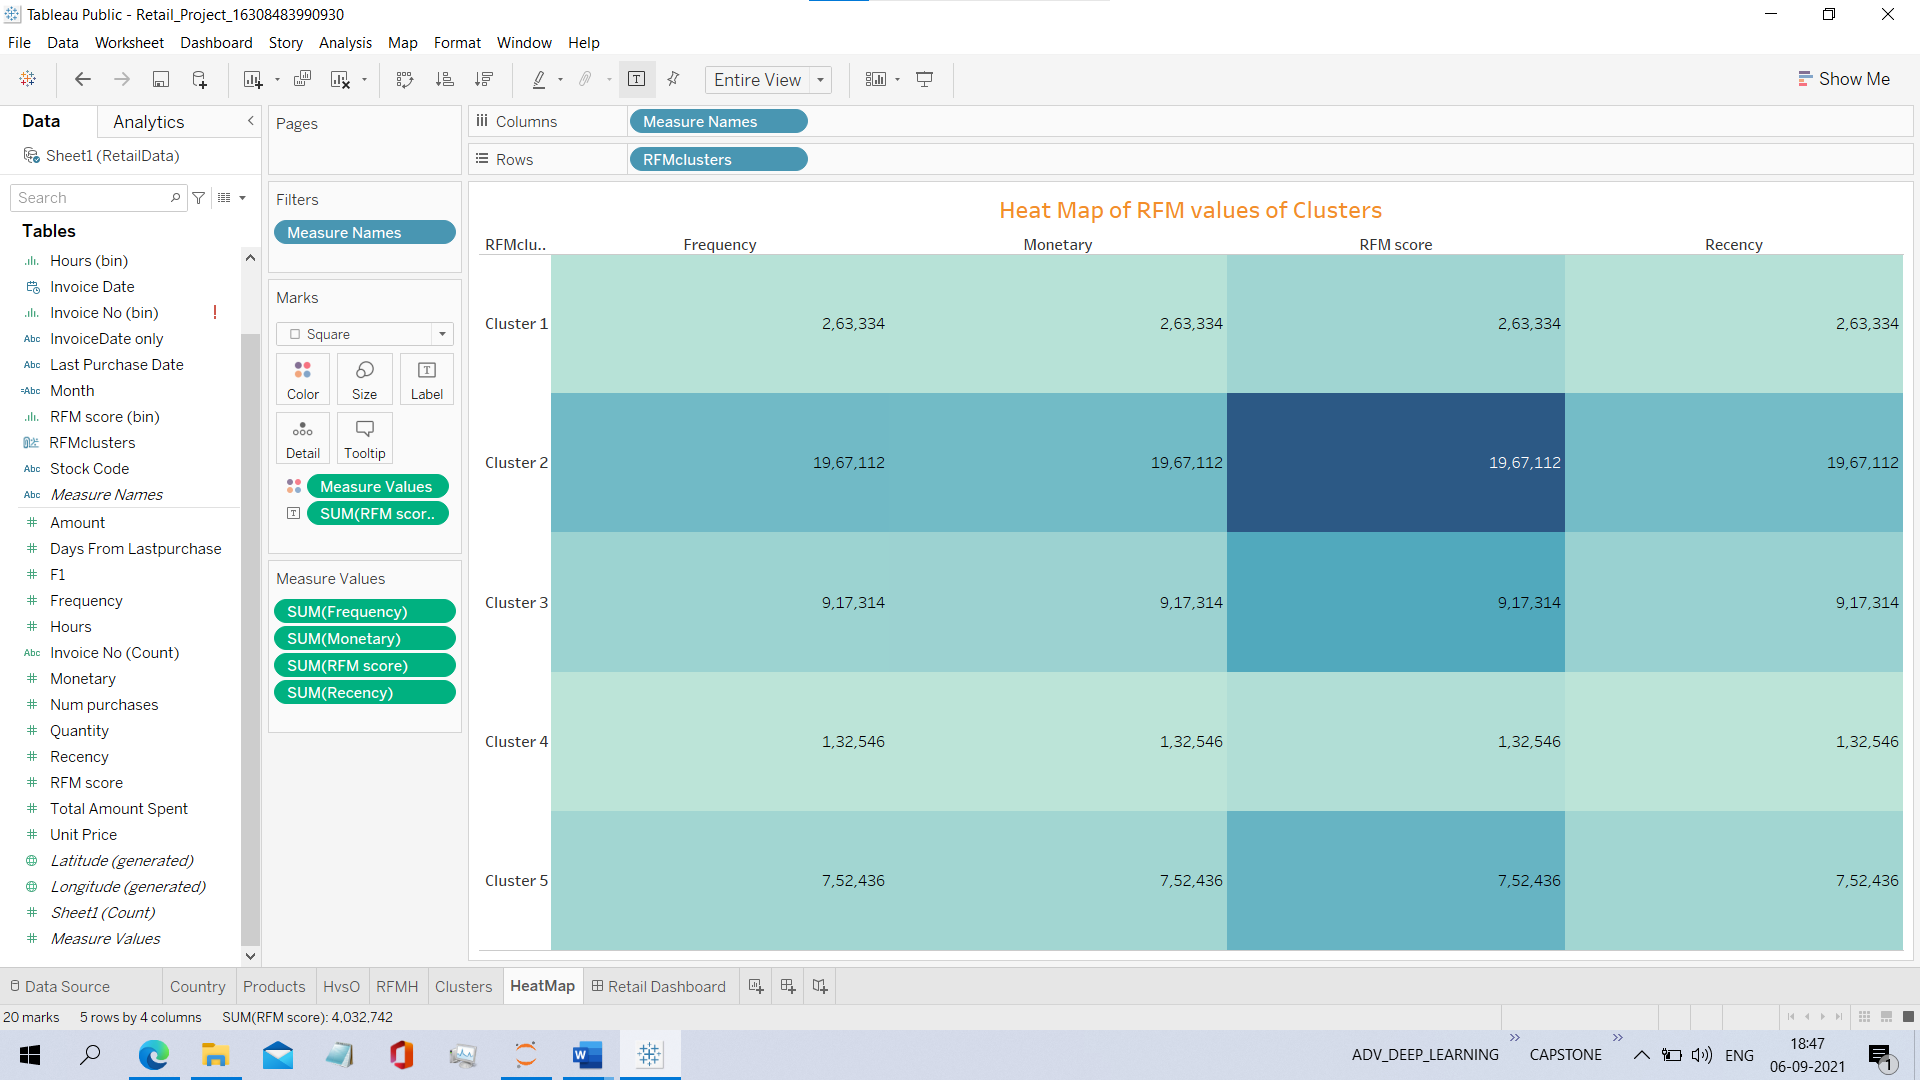 Tableau Public - Retail_Project_16308483990930
File Data Worksheet Dashboard Story Analysis Map Format Window Help
Entire View
Show Me
Data Analytics
Sheet1 (RetailData)
Search
Tables
Hours (bin)
Invoice Date
Invoice No (bin) !
Abc InvoiceDate only
Abc Last Purchase Date
=Abc Month
RFM score (bin)
RFMclusters
Abc Stock Code
Abc Measure Names
# Amount
# Days From Lastpurchase
# F1
# Frequency
# Hours
Abc Invoice No (Count)
# Monetary
# Num purchases
# Quantity
# Recency
# RFM score
# Total Amount Spent
# Unit Price
Latitude (generated)
Longitude (generated)
# Sheet1 (Count)
# Measure Values
Pages
Filters
Measure Names
Marks
Square
Color Size Label
Detail Tooltip
Measure Values
SUM(RFM scor..
Measure Values
SUM(Frequency)
SUM(Monetary)
SUM(RFM score)
SUM(Recency)
Columns Measure Names
Rows RFMclusters
Heat Map of RFM values of Clusters
RFMclu.. Frequency Monetary RFM score Recency
Cluster 1 2,63,334 2,63,334 2,63,334 2,63,334
Cluster 2 19,67,112 19,67,112 19,67,112 19,67,112
Cluster 3 9,17,314 9,17,314 9,17,314 9,17,314
Cluster 4 1,32,546 1,32,546 1,32,546 1,32,546
Cluster 5 7,52,436 7,52,436 7,52,436 7,52,436
Data Source Country Products HvsO RFMH Clusters HeatMap Retail Dashboard
20 marks 5 rows by 4 columns SUM(RFM score): 4,032,742
ADV_DEEP_LEARNING CAPSTONE ENG
18:47
06-09-2021
1